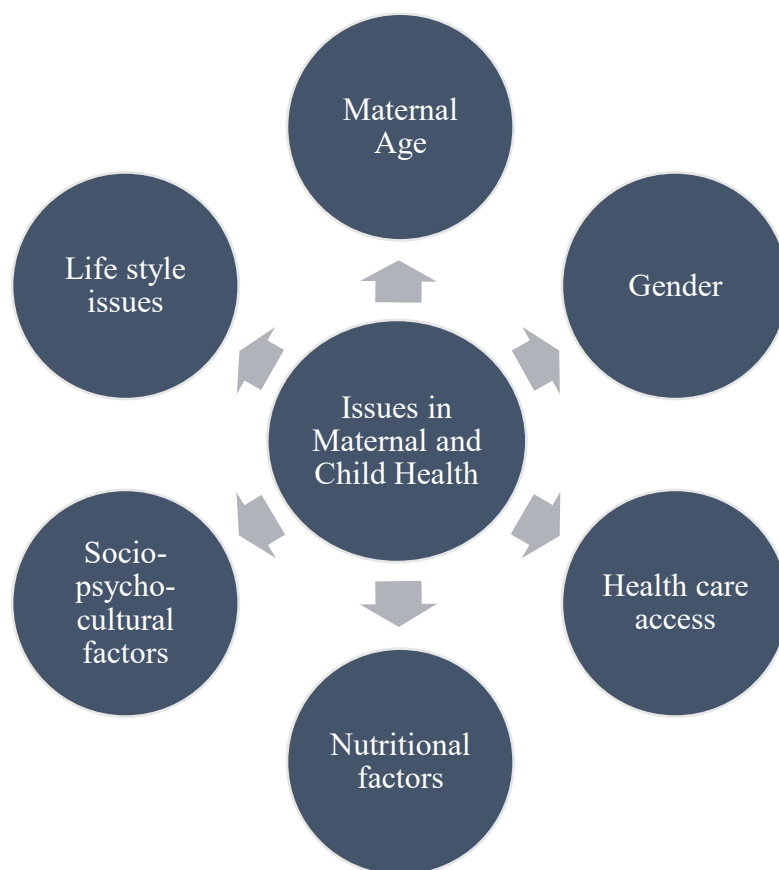 Maternal
Age
Life style
issues
Gender
Issues in
Maternal and
Child Health
Socio-
psycho-
cultural
factors
Health care
access
Nutritional
factors